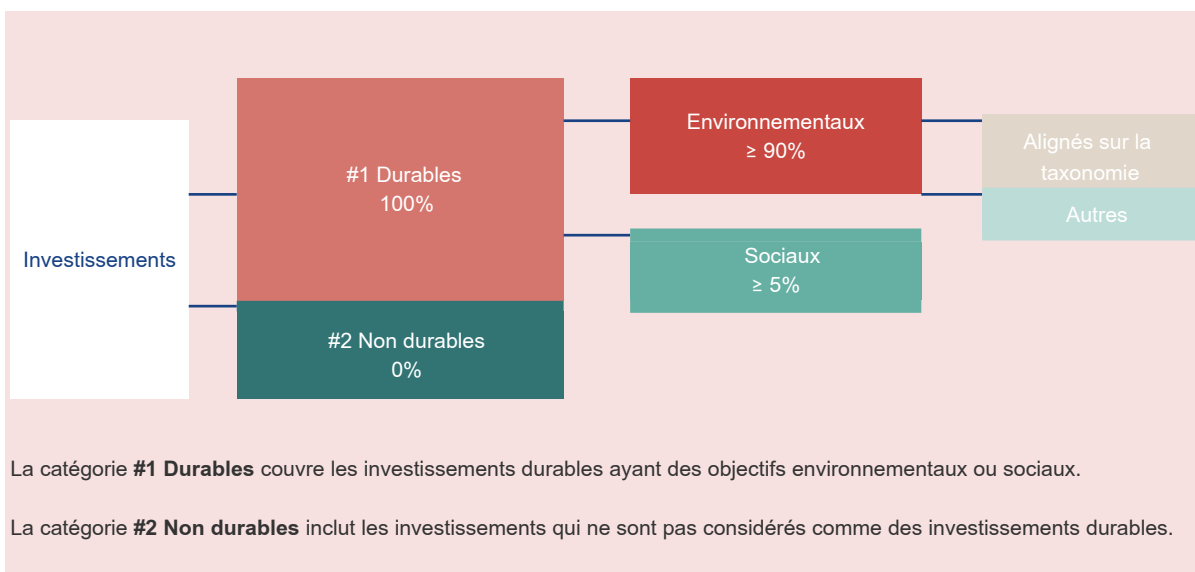 Investissements
#1 Durables
100%
#2 Non durables
0%
Environnementaux
≥ 90%
Sociaux
≥ 5%
Alignés sur la
taxonomie
Autres
La catégorie #1 Durables couvre les investissements durables ayant des objectifs environnementaux ou sociaux.
La catégorie #2 Non durables inclut les investissements qui ne sont pas considérés comme des investissements durables.